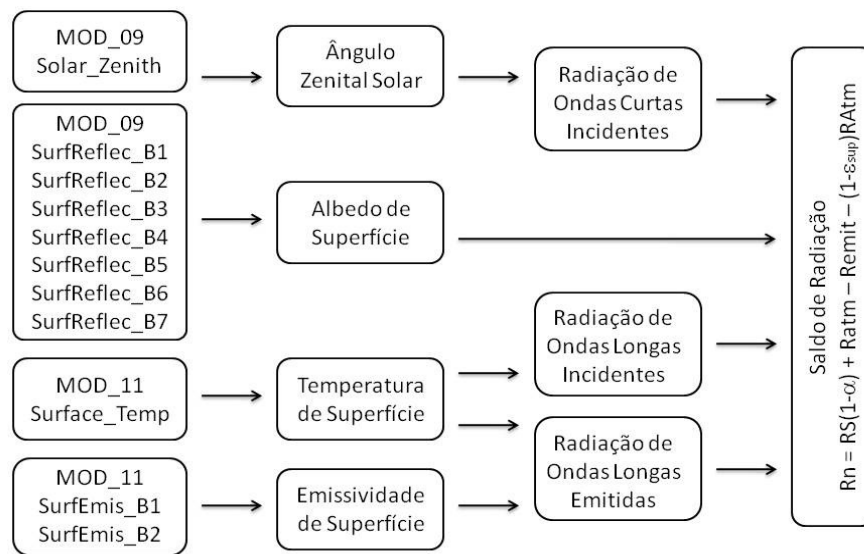 MOD_09
Solar_Zenith
Ângulo
Zenital Solar
Radiação de
Ondas Curtas
Incidentes
MOD_09
SurfReflec_B1
SurfReflec_B2
SurfReflec_B3
SurfReflec_B4
SurfReflec_B5
SurfReflec_B6
SurfReflec_B7
Albedo de
Superfície
MOD_11
Surface_Temp
Temperatura
de Superfície
Radiação de
Ondas Longas
Incidentes
MOD_11
SurfEmis_B1
SurfEmis_B2
Emissividade
de Superfície
Radiação de
Ondas Longas
Emitidas
Saldo de Radiação
Rn = RS(1-α) + Ratm – Remit – (1-εsup)RAtm